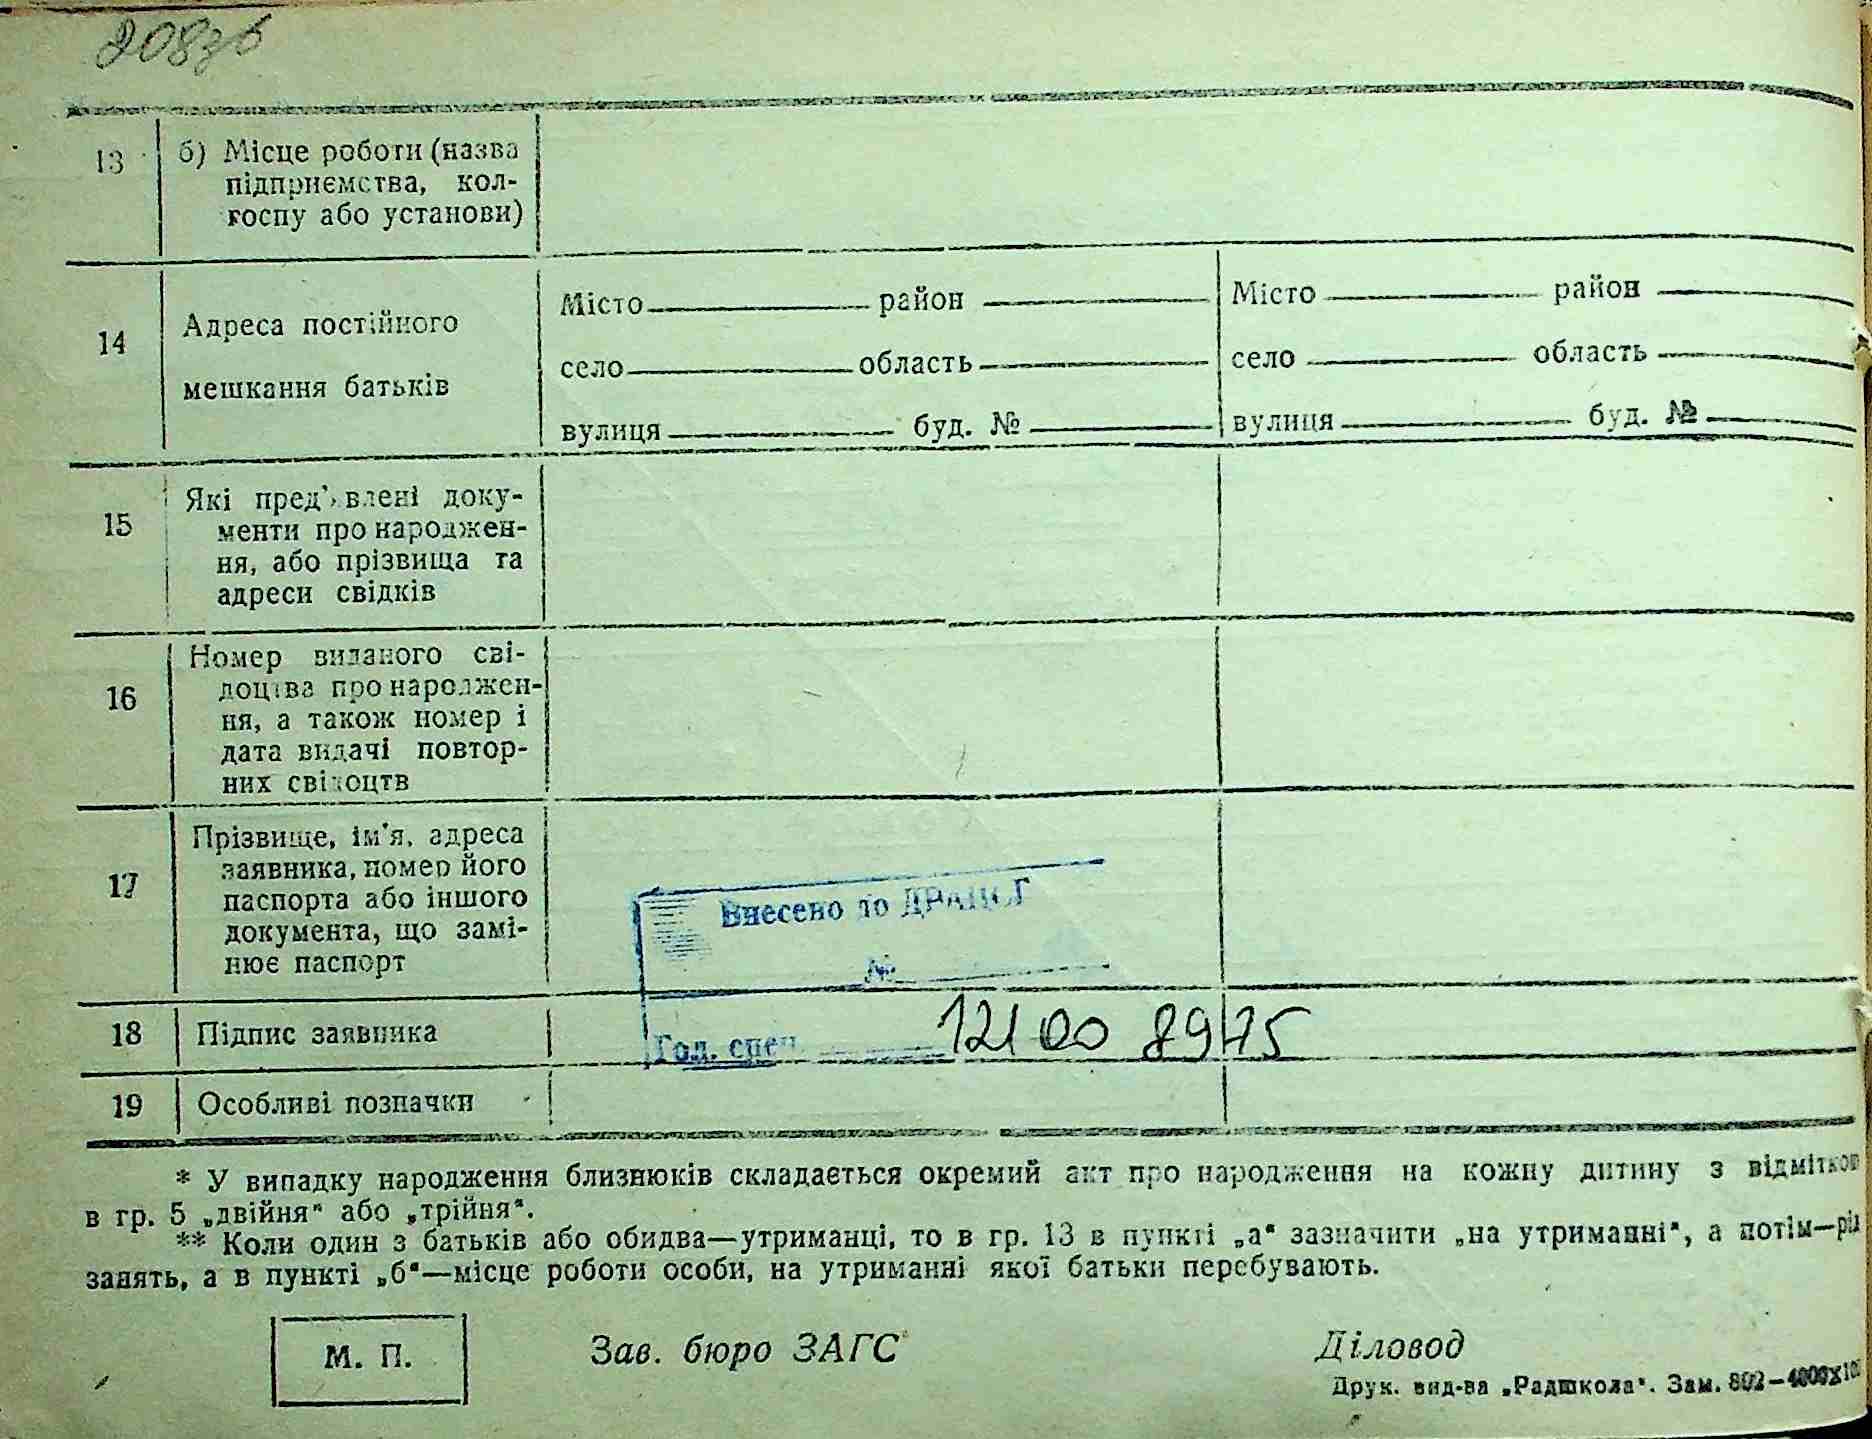 13
б) Місце роботи (назва
підприємства, кол-
госпу або установи)
14
Адреса постійного
мешкання батьків
Місто район
село область
вулиця буд. №
Місто район
село область
вулиця буд. №
15
Які пред'влені доку-
менти про народжен-
ня, або прізвища та
адреси свідків
16
Номер виданого сві-
доцтва про народжен-
ня, а також номер і
дата видачі повтор-
них свідоцтв
17
Прізвище, ім'я, адреса
заявника, номер його
паспорта або іншого
документа, що замі-
нює паспорт
Внесено до ДРАЦСГ
№
18
Підпис заявника
Гол. спец. 12100 8975
19
Особливі позначки
* У випадку народження близнюків складається окремий акт про народження на кожну дитину з відміткою
в гр. 5 „двійня“ або „трійня“.
** Коли один з батьків або обидва—утриманці, то в гр. 13 в пункті „а“ зазначити „на утриманні“, а потім—рід
занять, а в пункті „б“—місце роботи особи, на утриманні якої батьки перебувають.
М. П.
Зав. бюро ЗАГС
Діловод
Друк. вид-ва „Радшкола“. Зам. 802—4000X100